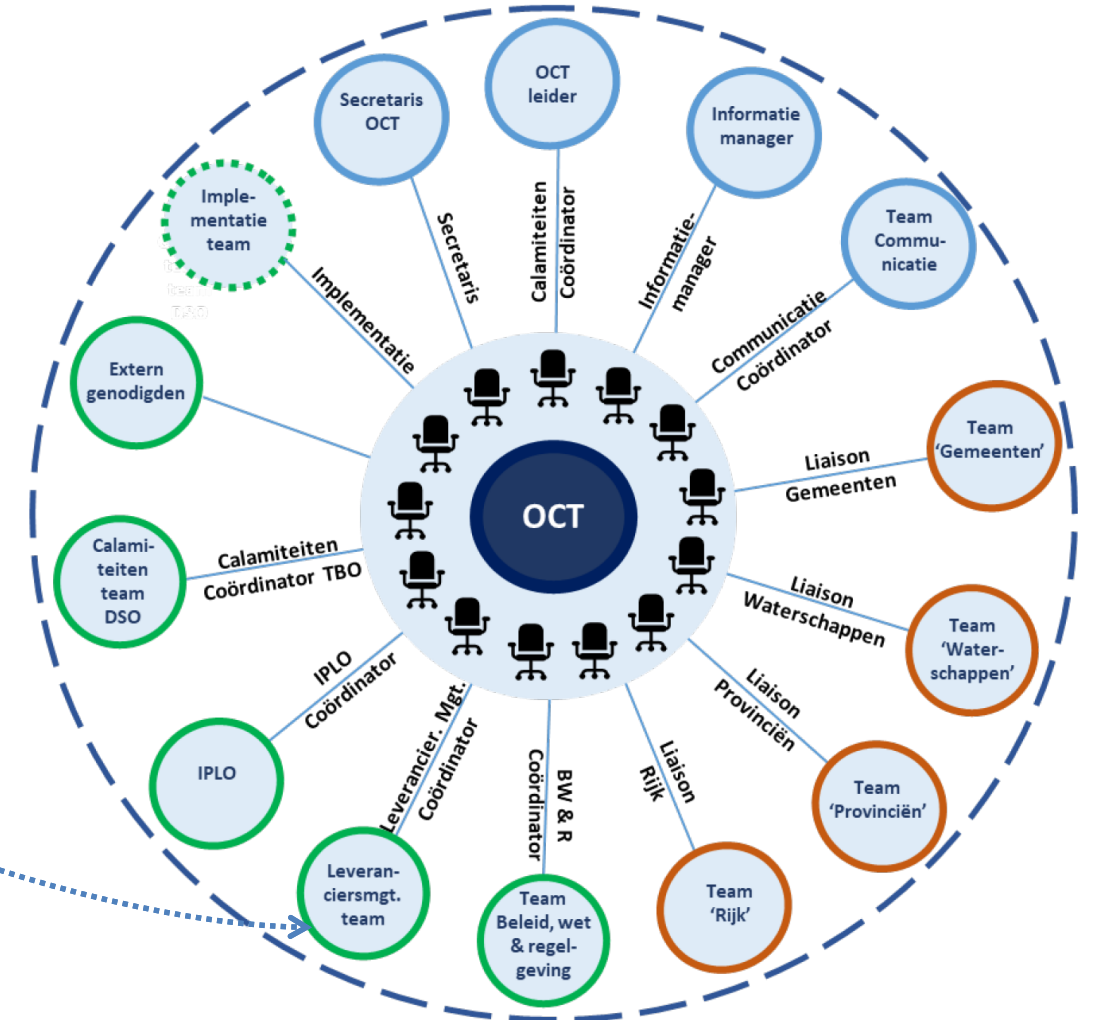 OCT
leider
Secretaris
OCT
Informatie
manager
Imple-
mentatie
team
Team
Commu-
nicatie
Secretaris
Calamiteiten
Coördinator
Informatie-
manager
Implementatie
Communicatie
Coördinator
Extern
genodigden
Team
‘Gemeenten’
Liaison
Gemeenten
OCT
Calami-
teiten
team
DSO
Calamiteiten
Coördinator TBO
Liaison
Waterschappen
Team
‘Water-
schappen’
IPLO
Coördinator
Liaison
Provinciën
Leverancier. Mgt.
Coördinator
BW & R
Coördinator
Liaison
Rijk
IPLO
Team
‘Provinciën’
Leveran-
ciersmgt.
team
Team
Beleid, wet
& regel-
geving
Team
‘Rijk’